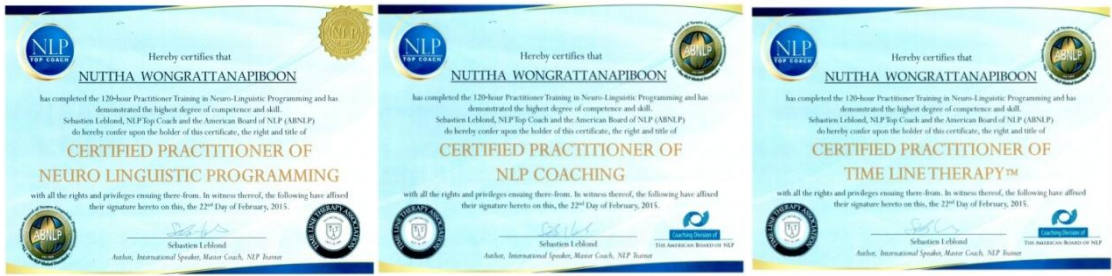 NLP
TOP COACH
NLP
Hereby certifies that
NUTTHA WONGRATTANAPIBOON
has completed the 120-hour Practitioner Training in Neuro-Linguistic Programming and has
demonstrated the highest degree of competence and skill.
Sebastien Leblond, NLP Top Coach and the American Board of NLP (ABNLP)
do hereby confer upon the holder of this certificate, the right and title of
CERTIFIED PRACTITIONER OF
NEURO LINGUISTIC PROGRAMMING
with all the rights and privileges ensuing there-from. In witness thereof, the following have affixed
their signature hereto on this, the 22nd Day of February, 2015.
ABNLP
TIME LINE THERAPY ASSOCIATION
Sebastien Leblond
Author, International Speaker, Master Coach, NLP Trainer
NLP
TOP COACH
ABNLP
Hereby certifies that
NUTTHA WONGRATTANAPIBOON
has completed the 120-hour Practitioner Training in Neuro-Linguistic Programming and has
demonstrated the highest degree of competence and skill.
Sebastien Leblond, NLP Top Coach and the American Board of NLP (ABNLP)
do hereby confer upon the holder of this certificate, the right and title of
CERTIFIED PRACTITIONER OF
NLP COACHING
with all the rights and privileges ensuing there-from. In witness thereof, the following have affixed
their signature hereto on this, the 22nd Day of February, 2015.
TIME LINE THERAPY ASSOCIATION
Coaching Division of
THE AMERICAN BOARD OF NLP
Sebastien Leblond
Author, International Speaker, Master Coach, NLP Trainer
NLP
TOP COACH
ABNLP
Hereby certifies that
NUTTHA WONGRATTANAPIBOON
has completed the 120-hour Practitioner Training in Neuro-Linguistic Programming and has
demonstrated the highest degree of competence and skill.
Sebastien Leblond, NLP Top Coach and the American Board of NLP (ABNLP)
do hereby confer upon the holder of this certificate, the right and title of
CERTIFIED PRACTITIONER OF
TIME LINE THERAPY™
with all the rights and privileges ensuing there-from. In witness thereof, the following have affixed
their signature hereto on this, the 22nd Day of February, 2015.
TIME LINE THERAPY ASSOCIATION
Coaching Division of
THE AMERICAN BOARD OF NLP
Sebastien Leblond
Author, International Speaker, Master Coach, NLP Trainer